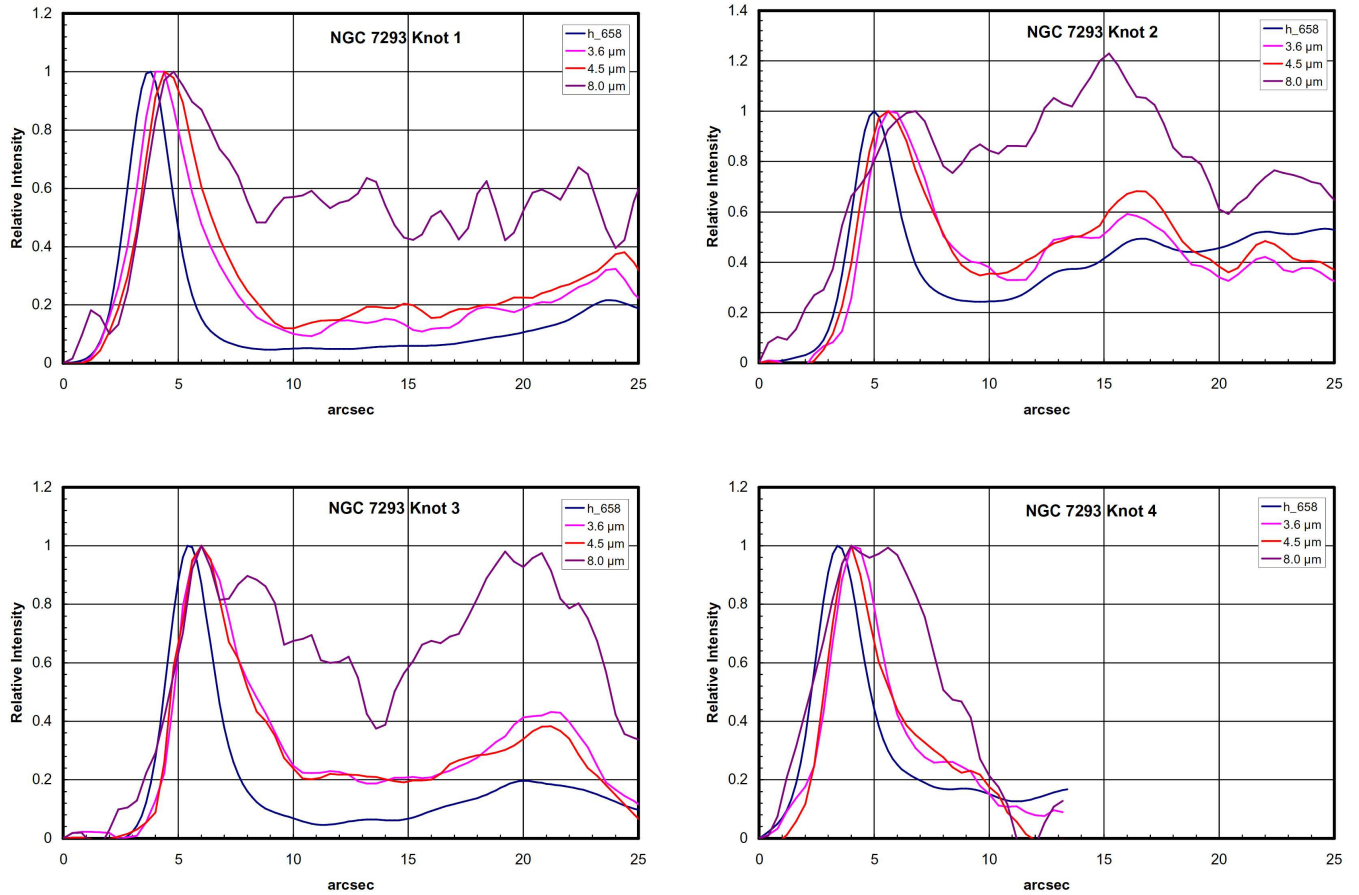 NGC 7293 Knot 1
h_658
3.6 µm
4.5 µm
8.0 µm
Relative Intensity
1.2
1
0.8
0.6
0.4
0.2
0
0 5 10 15 20 25
arcsec
NGC 7293 Knot 2
h_658
3.6 µm
4.5 µm
8.0 µm
Relative Intensity
1.4
1.2
1
0.8
0.6
0.4
0.2
0
0 5 10 15 20 25
arcsec
NGC 7293 Knot 3
h_658
3.6 µm
4.5 µm
8.0 µm
Relative Intensity
1.2
1
0.8
0.6
0.4
0.2
0
0 5 10 15 20 25
arcsec
NGC 7293 Knot 4
h_658
3.6 µm
4.5 µm
8.0 µm
Relative Intensity
1.2
1
0.8
0.6
0.4
0.2
0
0 5 10 15 20 25
arcsec